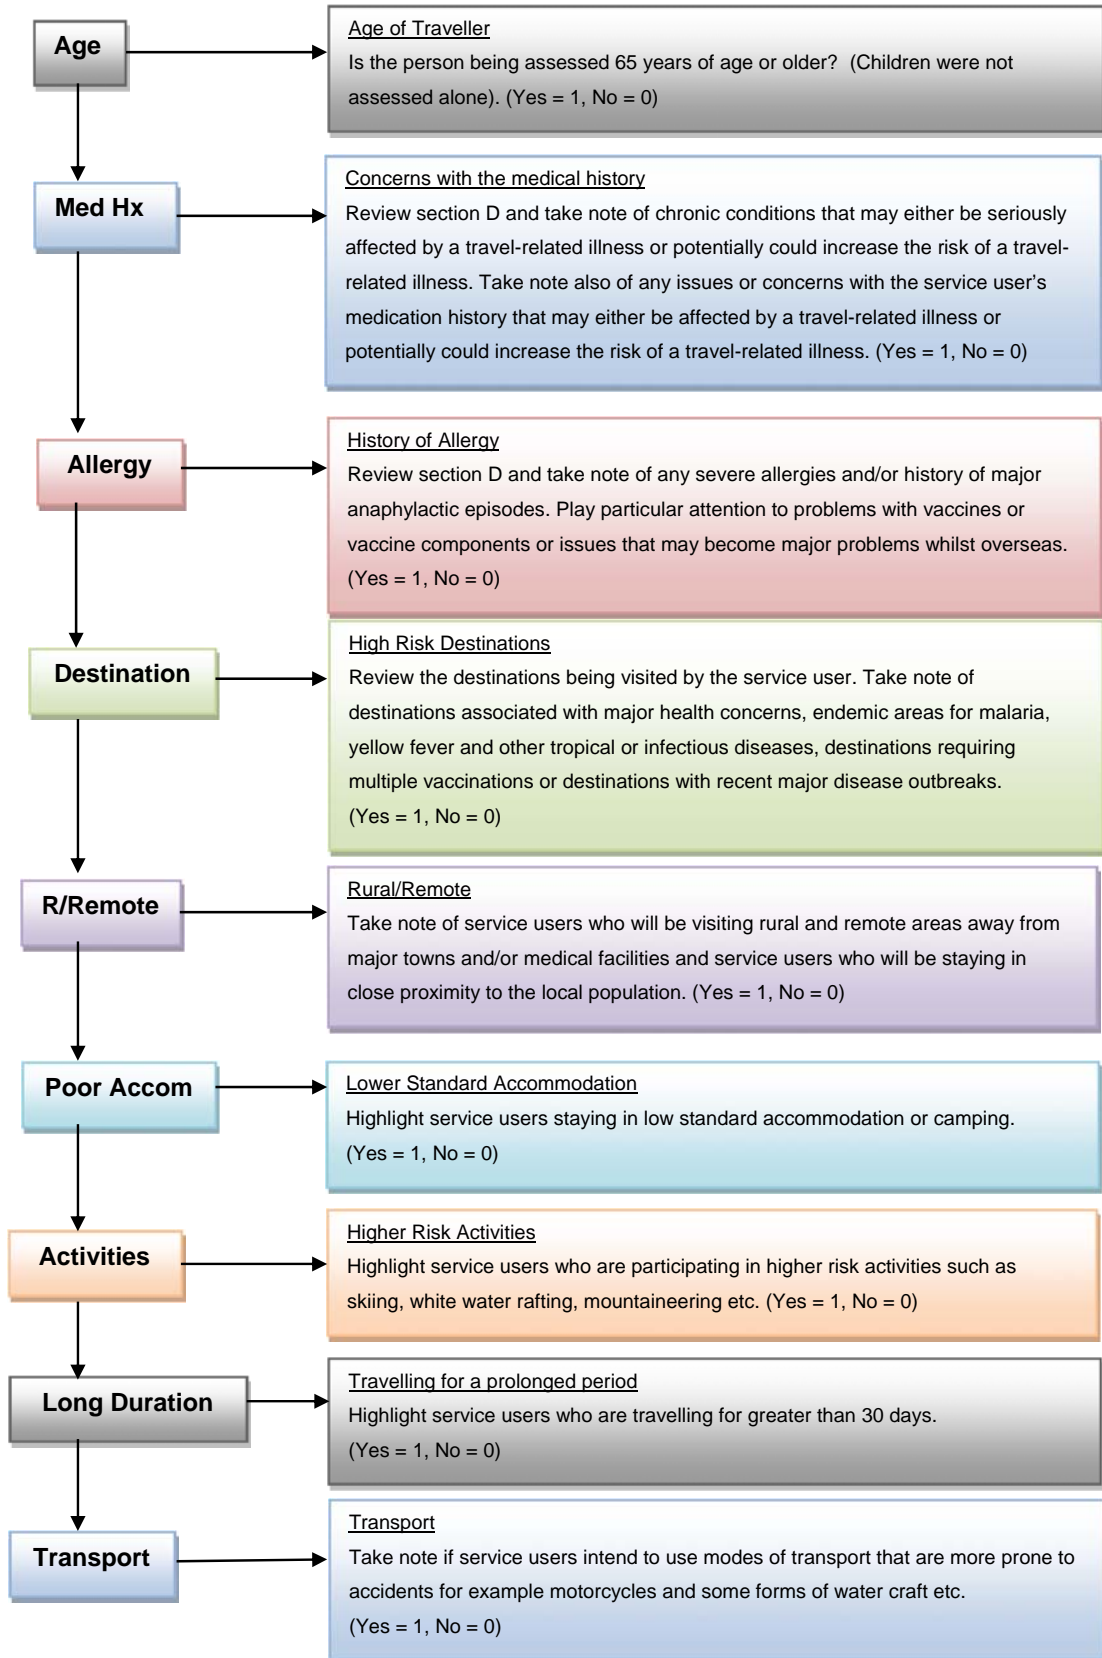 Age
Age of Traveller
Is the person being assessed 65 years of age or older?  (Children were not
assessed alone). (Yes = 1, No = 0)
Med Hx
Concerns with the medical history
Review section D and take note of chronic conditions that may either be seriously
affected by a travel-related illness or potentially could increase the risk of a travel-
related illness. Take note also of any issues or concerns with the service user's
medication history that may either be affected by a travel-related illness or
potentially could increase the risk of a travel-related illness. (Yes = 1, No = 0)
Allergy
History of Allergy
Review section D and take note of any severe allergies and/or history of major
anaphylactic episodes. Play particular attention to problems with vaccines or
vaccine components or issues that may become major problems whilst overseas.
(Yes = 1, No = 0)
Destination
High Risk Destinations
Review the destinations being visited by the service user. Take note of
destinations associated with major health concerns, endemic areas for malaria,
yellow fever and other tropical or infectious diseases, destinations requiring
multiple vaccinations or destinations with recent major disease outbreaks.
(Yes = 1, No = 0)
R/Remote
Rural/Remote
Take note of service users who will be visiting rural and remote areas away from
major towns and/or medical facilities and service users who will be staying in
close proximity to the local population. (Yes = 1, No = 0)
Poor Accom
Lower Standard Accommodation
Highlight service users staying in low standard accommodation or camping.
(Yes = 1, No = 0)
Activities
Higher Risk Activities
Highlight service users who are participating in higher risk activities such as
skiing, white water rafting, mountaineering etc. (Yes = 1, No = 0)
Long Duration
Travelling for a prolonged period
Highlight service users who are travelling for greater than 30 days.
(Yes = 1, No = 0)
Transport
Transport
Take note if service users intend to use modes of transport that are more prone to
accidents for example motorcycles and some forms of water craft etc.
(Yes = 1, No = 0)